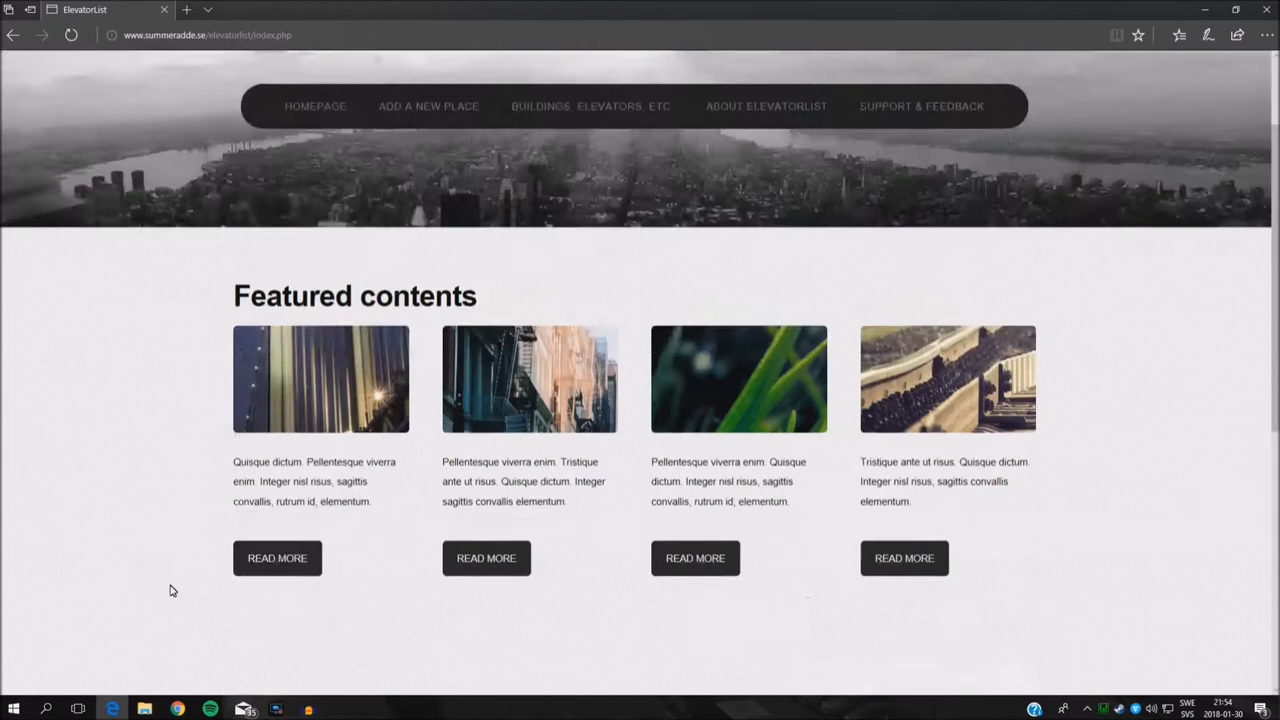 ElevatorList
www.summeradde.se/elevatorlist/index.php
HOMEPAGE ADD A NEW PLACE BUILDINGS, ELEVATORS, ETC ABOUT ELEVATORLIST SUPPORT & FEEDBACK
Featured contents
Quisque dictum. Pellentesque viverra
enim. Integer nisl risus, sagittis
convallis, rutrum id, elementum.
READ MORE
Pellentesque viverra enim. Tristique
ante ut risus. Quisque dictum. Integer
sagittis convallis elementum.
READ MORE
Pellentesque viverra enim. Quisque
dictum. Integer nisl risus, sagittis
convallis, rutrum id, elementum.
READ MORE
Tristique ante ut risus. Quisque dictum.
Integer nisl risus, sagittis convallis
elementum.
READ MORE
35
SWE
SVS
21:54
2018-01-30
3